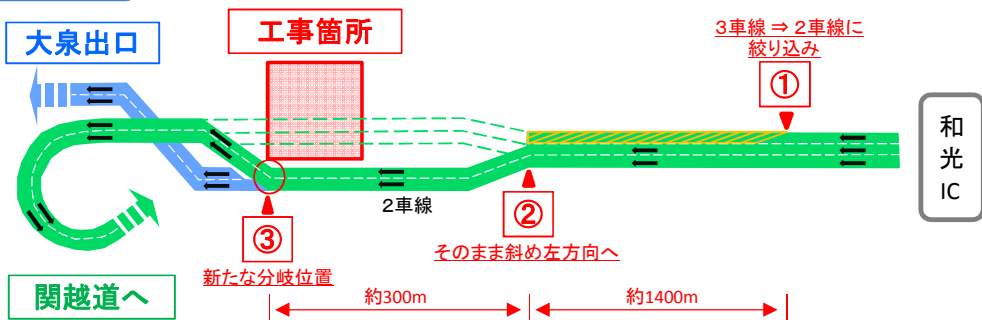 大泉出口
工事箇所
3車線 ⇒ 2車線に
絞り込み
①
和光IC
2車線
②
③
そのまま斜め左方向へ
新たな分岐位置
関越道へ
約300m
約1400m